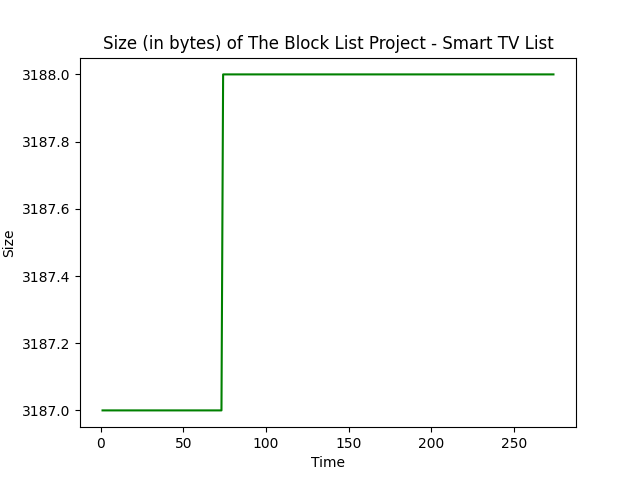 Size (in bytes) of The Block List Project - Smart TV List
3188.0
3187.8
3187.6
3187.4
3187.2
3187.0
Size
0 50 100 150 200 250
Time